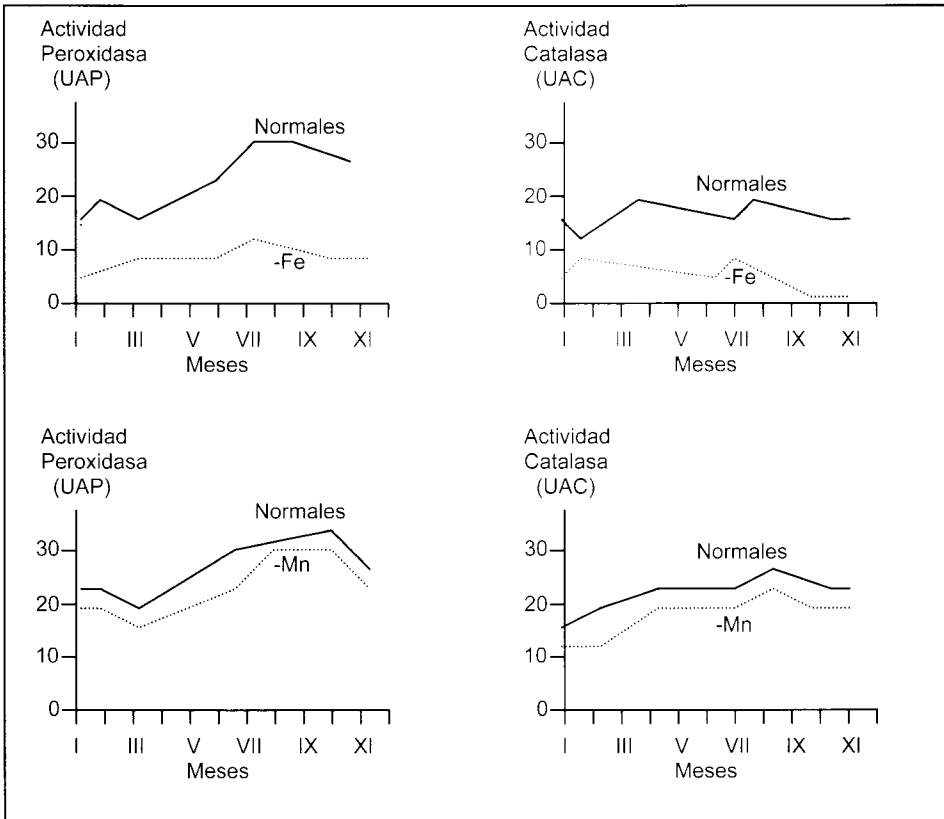 Actividad
Peroxidasa
(UAP)
Normales
30
20
10
-Fe
0
I III V VII IX XI
Meses
Actividad
Catalasa
(UAC)
30
Normales
20
10
-Fe
0
I III V VII IX XI
Meses
Actividad
Peroxidasa
(UAP)
Normales
30
-Mn
20
10
0
I III V VII IX XI
Meses
Actividad
Catalasa
(UAC)
Normales
30
20
-Mn
10
0
I III V VII IX XI
Meses